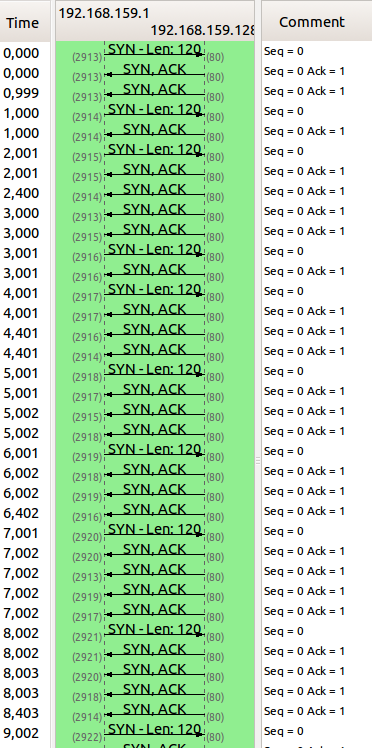 Time 192.168.159.1 Comment
192.168.159.128
0,000 SYN - Len: 120 (2913) (80) Seq = 0
0,000 SYN, ACK (2913) (80) Seq = 0 Ack = 1
0,999 SYN, ACK (2913) (80) Seq = 0 Ack = 1
1,000 SYN - Len: 120 (2914) (80) Seq = 0
1,000 SYN, ACK (2914) (80) Seq = 0 Ack = 1
2,001 SYN - Len: 120 (2915) (80) Seq = 0
2,001 SYN, ACK (2915) (80) Seq = 0 Ack = 1
2,400 SYN, ACK (2914) (80) Seq = 0 Ack = 1
3,000 SYN, ACK (2913) (80) Seq = 0 Ack = 1
3,000 SYN, ACK (2915) (80) Seq = 0 Ack = 1
3,001 SYN - Len: 120 (2916) (80) Seq = 0
3,001 SYN, ACK (2916) (80) Seq = 0 Ack = 1
4,001 SYN - Len: 120 (2917) (80) Seq = 0
4,001 SYN, ACK (2917) (80) Seq = 0 Ack = 1
4,401 SYN, ACK (2916) (80) Seq = 0 Ack = 1
4,401 SYN, ACK (2914) (80) Seq = 0 Ack = 1
5,001 SYN - Len: 120 (2918) (80) Seq = 0
5,001 SYN, ACK (2917) (80) Seq = 0 Ack = 1
5,002 SYN, ACK (2915) (80) Seq = 0 Ack = 1
5,002 SYN, ACK (2918) (80) Seq = 0 Ack = 1
6,001 SYN - Len: 120 (2919) (80) Seq = 0
6,002 SYN, ACK (2918) (80) Seq = 0 Ack = 1
6,002 SYN, ACK (2919) (80) Seq = 0 Ack = 1
6,402 SYN, ACK (2916) (80) Seq = 0 Ack = 1
7,001 SYN - Len: 120 (2920) (80) Seq = 0
7,002 SYN, ACK (2920) (80) Seq = 0 Ack = 1
7,002 SYN, ACK (2913) (80) Seq = 0 Ack = 1
7,002 SYN, ACK (2919) (80) Seq = 0 Ack = 1
7,002 SYN, ACK (2917) (80) Seq = 0 Ack = 1
8,002 SYN - Len: 120 (2921) (80) Seq = 0
8,002 SYN, ACK (2921) (80) Seq = 0 Ack = 1
8,003 SYN, ACK (2920) (80) Seq = 0 Ack = 1
8,003 SYN, ACK (2918) (80) Seq = 0 Ack = 1
8,403 SYN, ACK (2914) (80) Seq = 0 Ack = 1
9,002 SYN - Len: 120 (2922) (80) Seq = 0
SYN, ACK